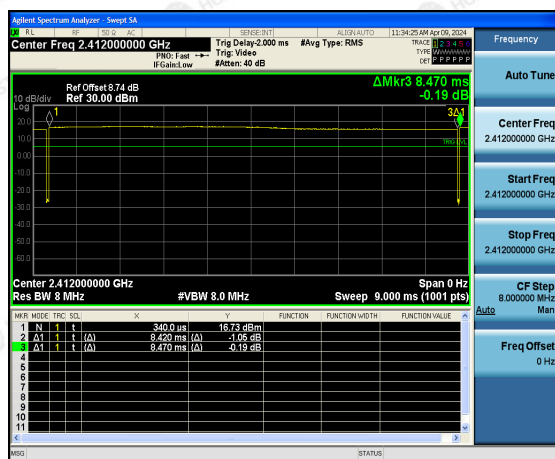 Agilent Spectrum Analyzer - Swept SA
RL RF 50 Ω AC SENSE:INT ALIGN AUTO 11:34:25 AM Apr 09, 2024
Center Freq 2.412000000 GHz
PNO: Fast
IFGain:Low
Trig Delay-2.000 ms
Trig: Video
#Atten: 40 dB
#Avg Type: RMS
TRACE 1 2 3 4 5 6
TYPE
DET P P P P P P
Ref Offset 8.74 dB
10 dB/div Ref 30.00 dBm
Log
ΔMkr3 8.470 ms
-0.19 dB
20.0
10.0
0.00
-10.0
-20.0
-30.0
-40.0
-50.0
-60.0
1
3Δ1
TRIG LVL
Center 2.412000000 GHz Span 0 Hz
Res BW 8 MHz #VBW 8.0 MHz Sweep 9.000 ms (1001 pts)
MKR MODE TRC SCL X Y FUNCTION FUNCTION WIDTH FUNCTION VALUE
1 N 1 t 340.0 us 16.73 dBm
2 Δ1 1 t (Δ) 8.420 ms (Δ) -1.05 dB
3 Δ1 1 t (Δ) 8.470 ms (Δ) -0.19 dB
4
5
6
7
8
9
10
11
MSG STATUS
Frequency
Auto Tune
Center Freq
2.412000000 GHz
Start Freq
2.412000000 GHz
Stop Freq
2.412000000 GHz
CF Step
8.000000 MHz
Auto Man
Freq Offset
0 Hz